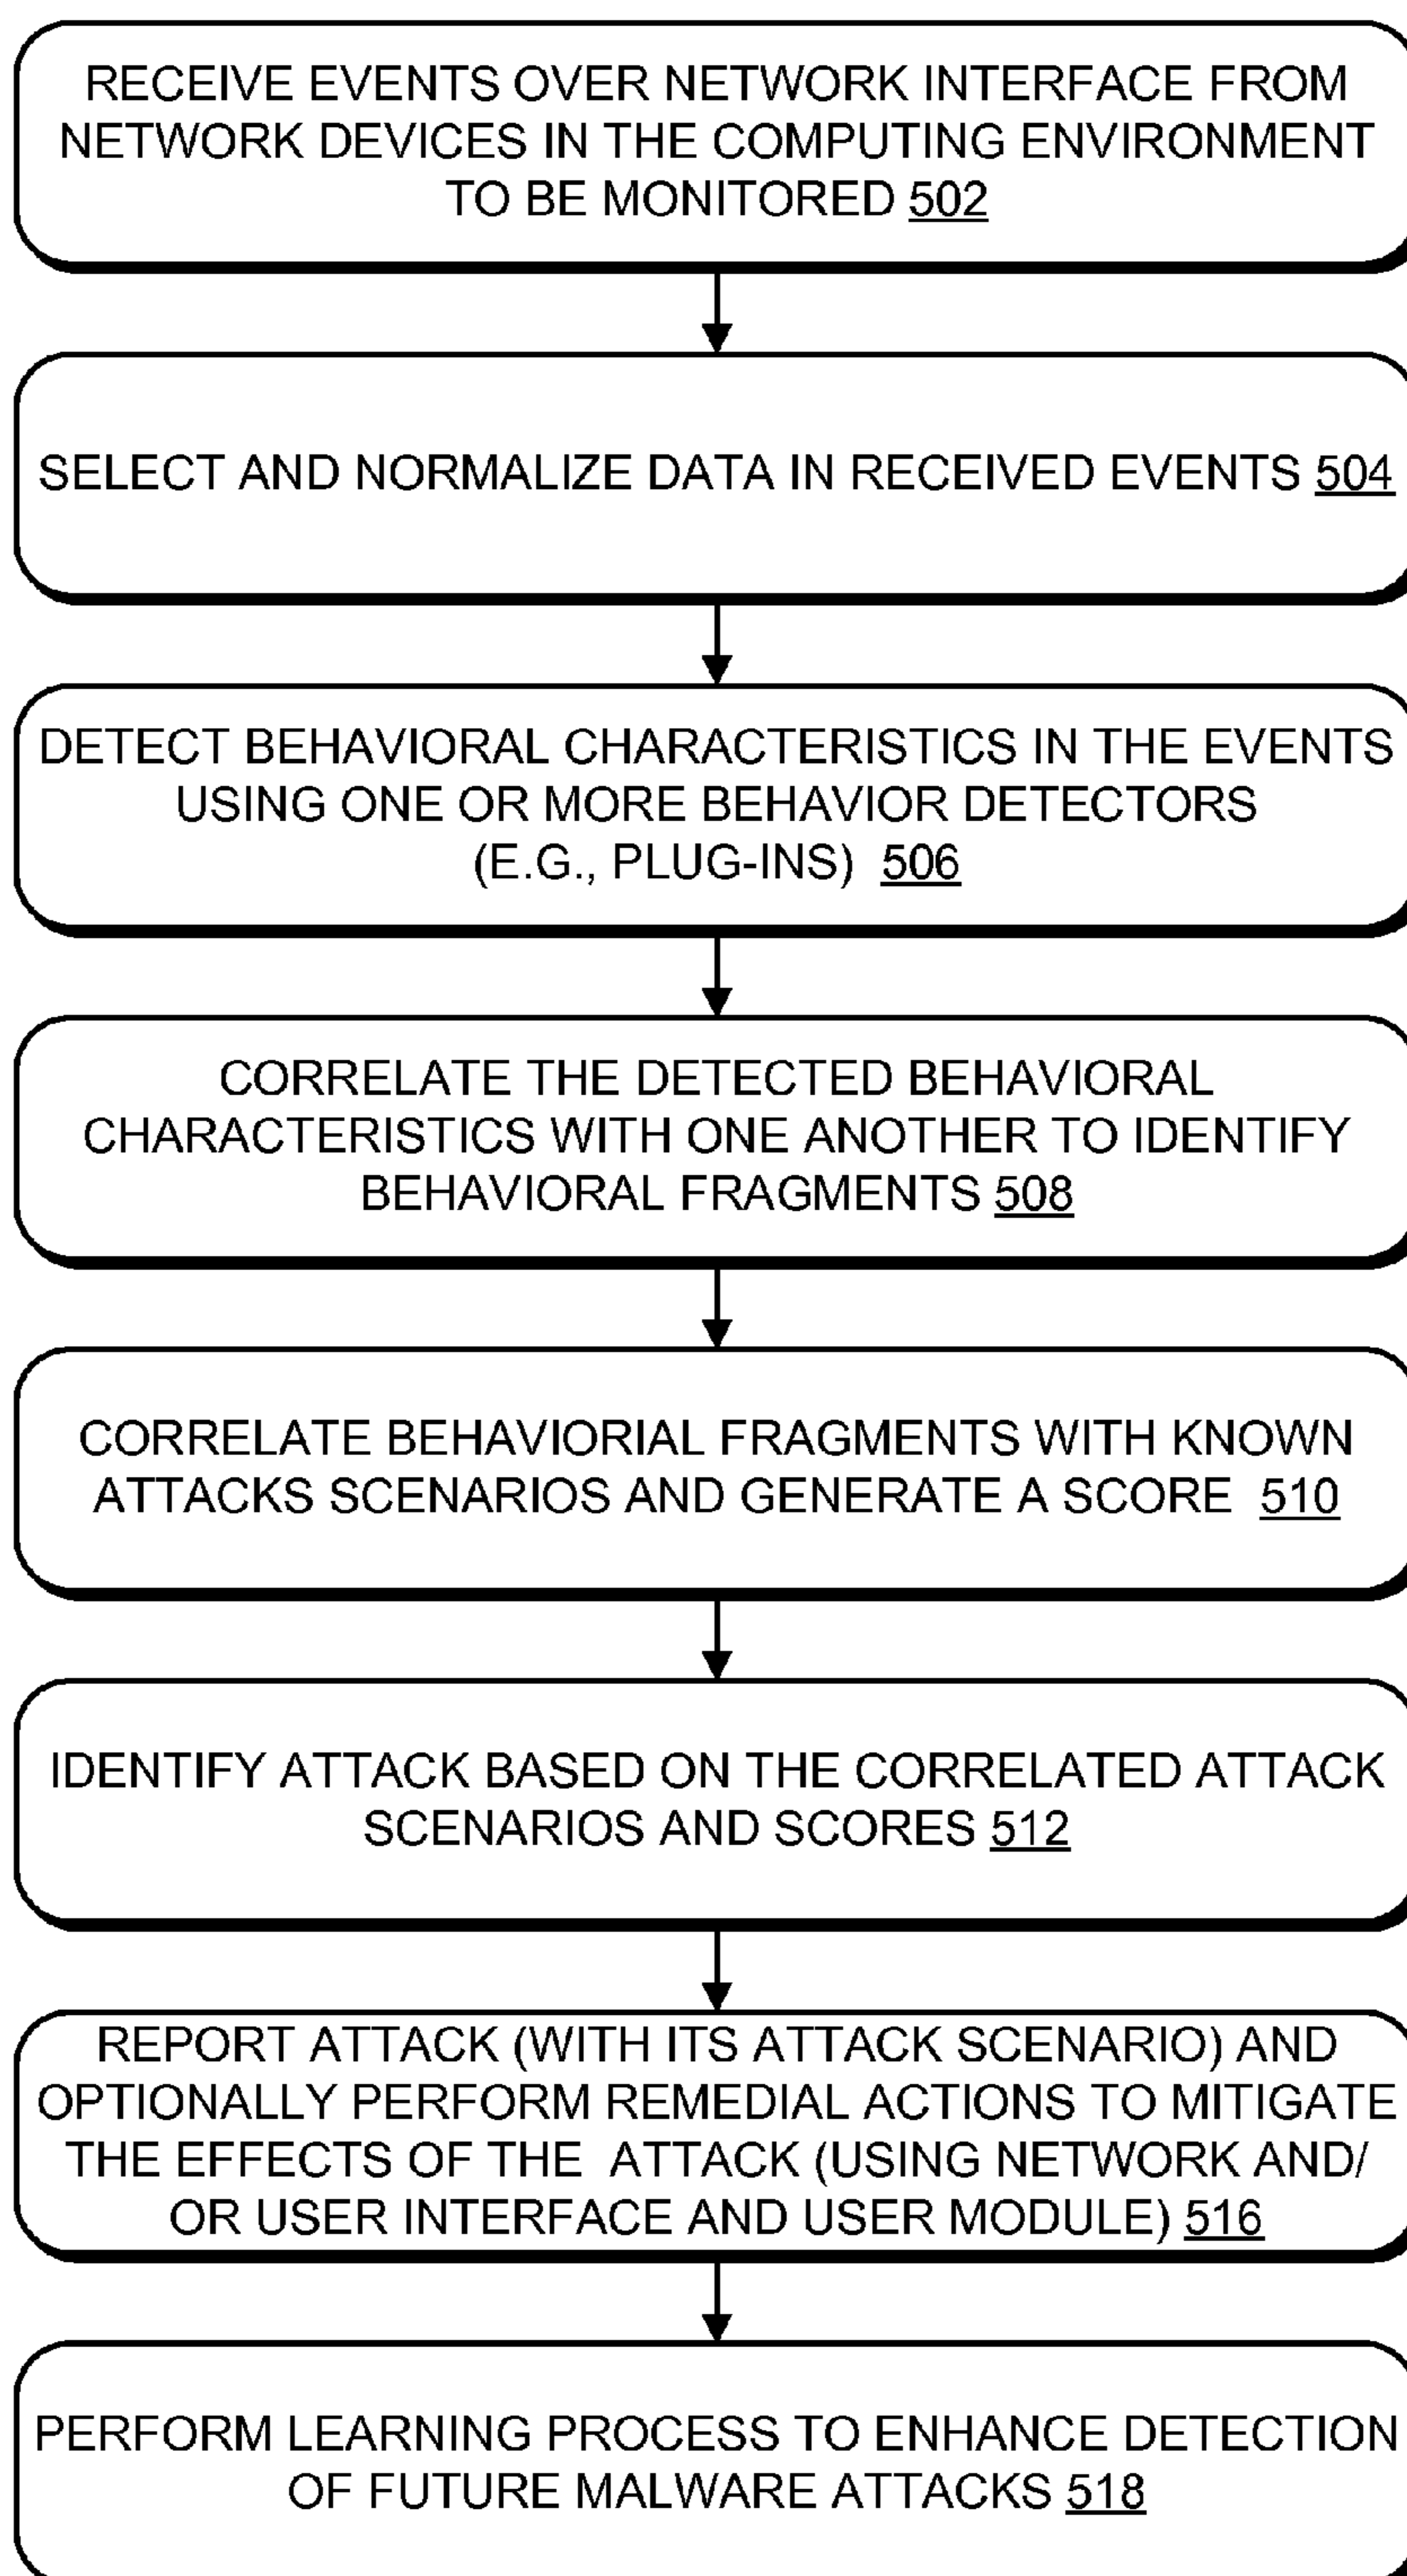 RECEIVE EVENTS OVER NETWORK INTERFACE FROM
NETWORK DEVICES IN THE COMPUTING ENVIRONMENT
TO BE MONITORED 502
SELECT AND NORMALIZE DATA IN RECEIVED EVENTS 504
DETECT BEHAVIORAL CHARACTERISTICS IN THE EVENTS
USING ONE OR MORE BEHAVIOR DETECTORS
(E.G., PLUG-INS) 506
CORRELATE THE DETECTED BEHAVIORAL
CHARACTERISTICS WITH ONE ANOTHER TO IDENTIFY
BEHAVIORAL FRAGMENTS 508
CORRELATE BEHAVIORIAL FRAGMENTS WITH KNOWN
ATTACKS SCENARIOS AND GENERATE A SCORE 510
IDENTIFY ATTACK BASED ON THE CORRELATED ATTACK
SCENARIOS AND SCORES 512
REPORT ATTACK (WITH ITS ATTACK SCENARIO) AND
OPTIONALLY PERFORM REMEDIAL ACTIONS TO MITIGATE
THE EFFECTS OF THE ATTACK (USING NETWORK AND/
OR USER INTERFACE AND USER MODULE) 516
PERFORM LEARNING PROCESS TO ENHANCE DETECTION
OF FUTURE MALWARE ATTACKS 518